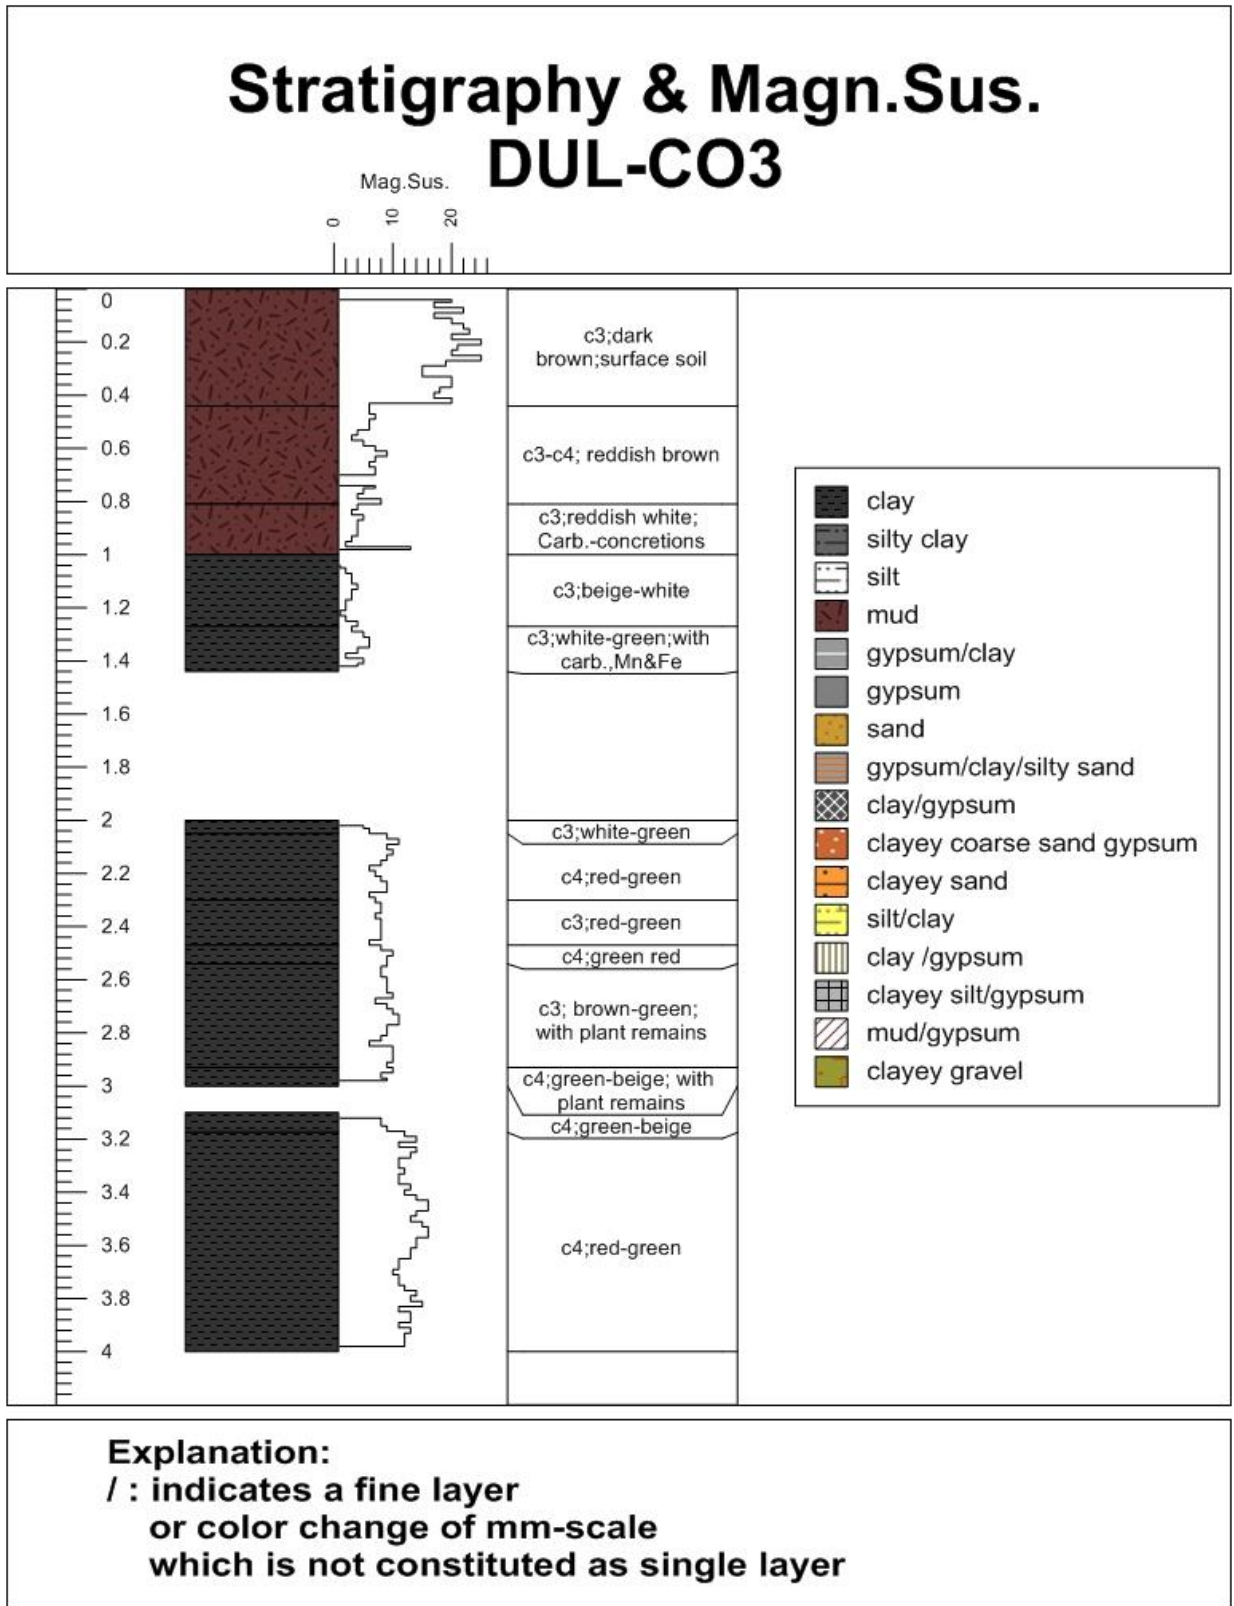 Stratigraphy & Magn.Sus.
DUL-CO3
Mag.Sus.
0
10
20
0
0.2
0.4
0.6
0.8
1
1.2
1.4
1.6
1.8
2
2.2
2.4
2.6
2.8
3
3.2
3.4
3.6
3.8
4
c3;dark
brown;surface soil
c3-c4; reddish brown
c3;reddish white;
Carb.-concretions
c3;beige-white
c3;white-green;with
carb.,Mn&Fe
c3;white-green
c4;red-green
c3;red-green
c4;green red
c3; brown-green;
with plant remains
c4;green-beige; with
plant remains
c4;green-beige
c4;red-green
clay
silty clay
silt
mud
gypsum/clay
gypsum
sand
gypsum/clay/silty sand
clay/gypsum
clayey coarse sand gypsum
clayey sand
silt/clay
clay /gypsum
clayey silt/gypsum
mud/gypsum
clayey gravel
Explanation:
/ : indicates a fine layer
or color change of mm-scale
which is not constituted as single layer